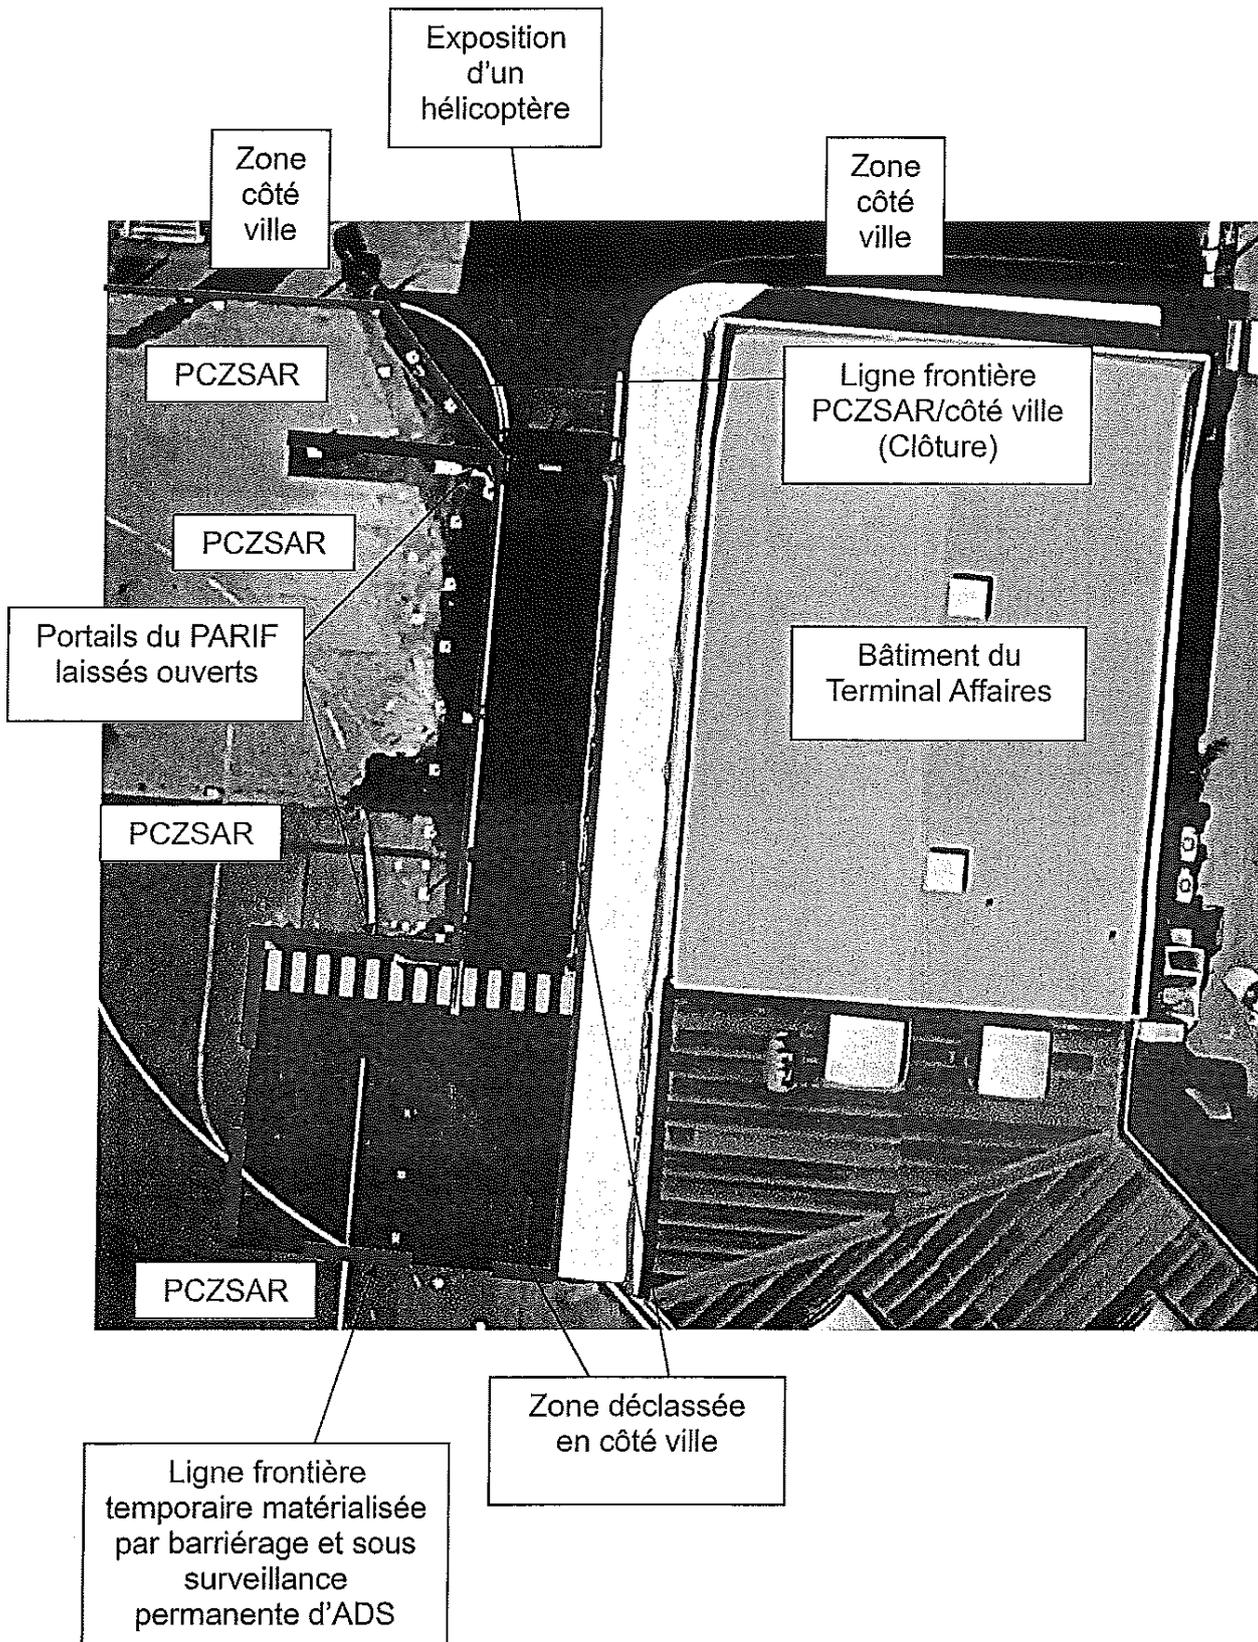 Exposition
d'un
hélicoptère
Zone
côté
ville
Zone
côté
ville
PCZSAR
Ligne frontière
PCZSAR/côté ville
(Clôture)
PCZSAR
Portails du PARIF
laissés ouverts
Bâtiment du
Terminal Affaires
PCZSAR
PCZSAR
Zone déclassée
en côté ville
Ligne frontière
temporaire matérialisée
par barriérage et sous
surveillance
permanente d'ADS